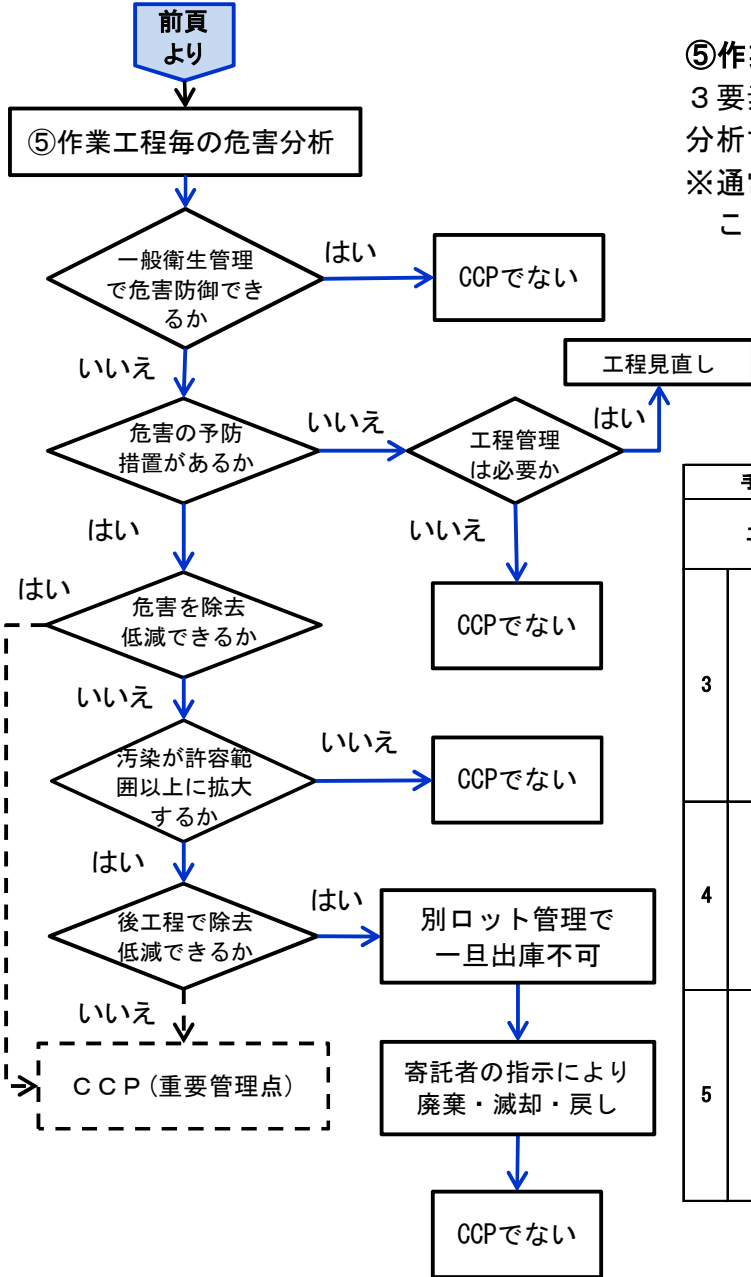 前頁
より
⑤作業工程毎の危害分析
一般衛生管理
で危害防御でき
るか
はい
CCPでない
いいえ
危害の予防
措置があるか
いいえ
工程管理
は必要か
はい
工程見直し
いいえ
CCPでない
はい
危害を除去
低減できるか
はい
いいえ
汚染が許容範
囲以上に拡大
するか
いいえ
CCPでない
はい
後工程で除去
低減できるか
はい
別ロット管理で
一旦出庫不可
いいえ
CCP(重要管理点)
寄託者の指示により
廃棄・滅却・戻し
CCPでない
⑤作
3要
分析
※通
こ
3
4
5